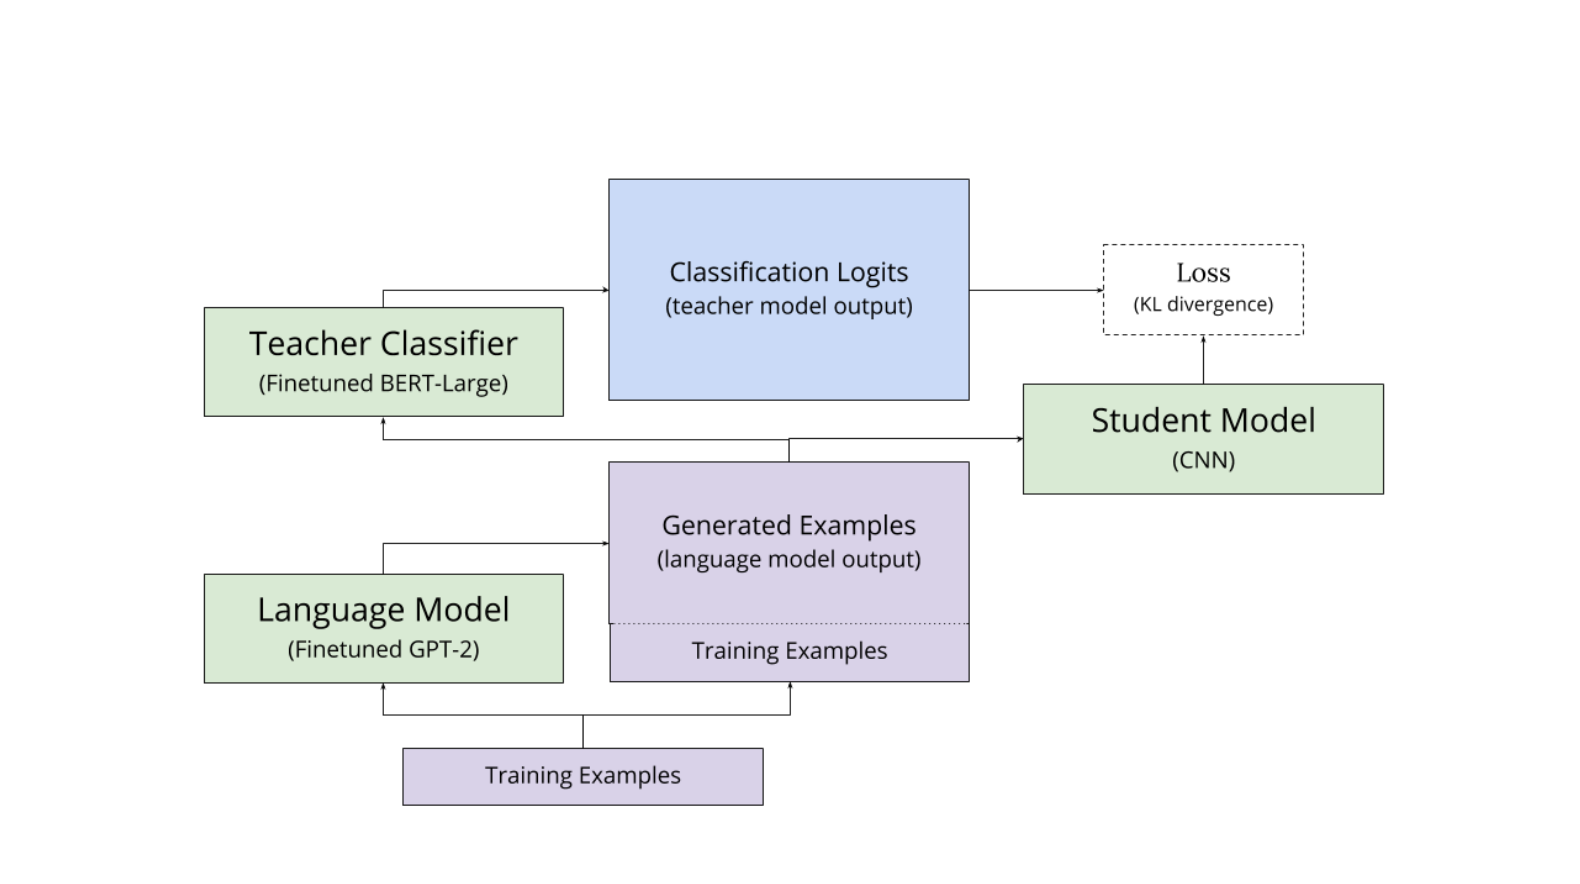 Classification Logits
(teacher model output)
Loss
(KL divergence)
Teacher Classifier
(Finetuned BERT-Large)
Student Model
(CNN)
Generated Examples
(language model output)
Language Model
(Finetuned GPT-2)
Training Examples
Training Examples